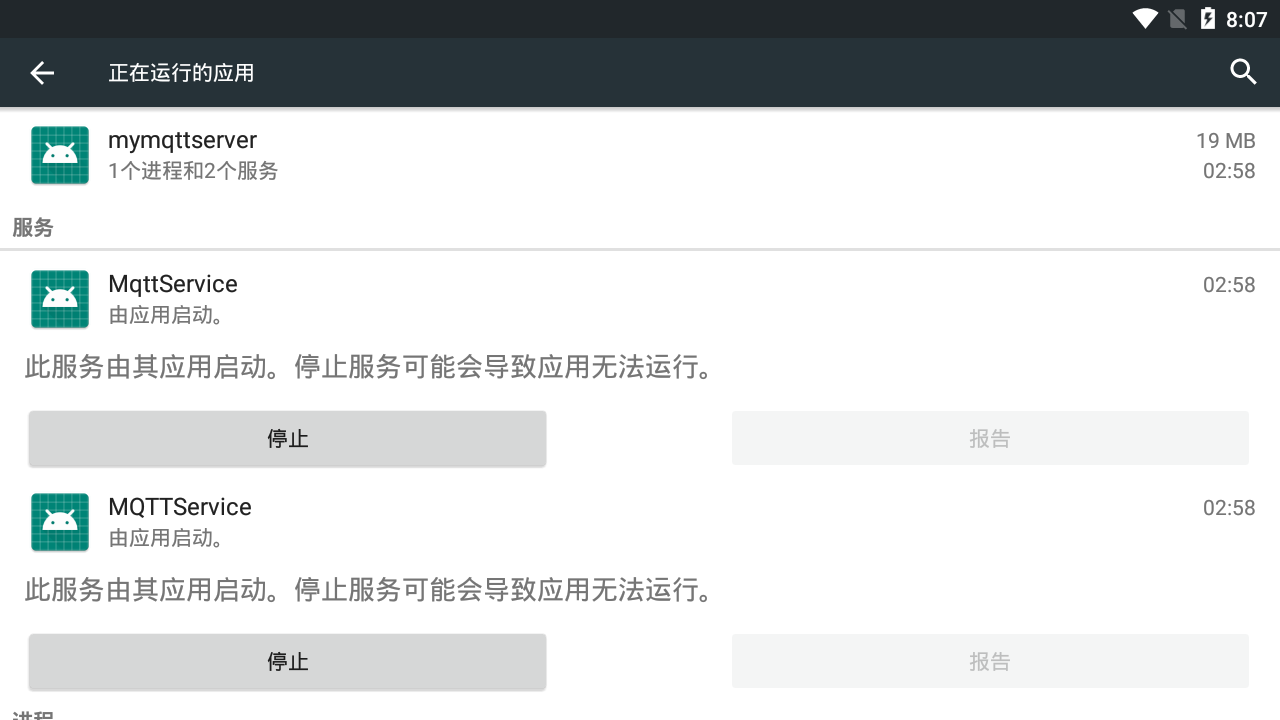 8:07
正在运行的应用
mymqttserver
19 MB
1个进程和2个服务
02:58
服务
MqttService
02:58
由应用启动。
此服务由其应用启动。停止服务可能会导致应用无法运行。
停止
报告
MQTTService
02:58
由应用启动。
此服务由其应用启动。停止服务可能会导致应用无法运行。
停止
报告
进程